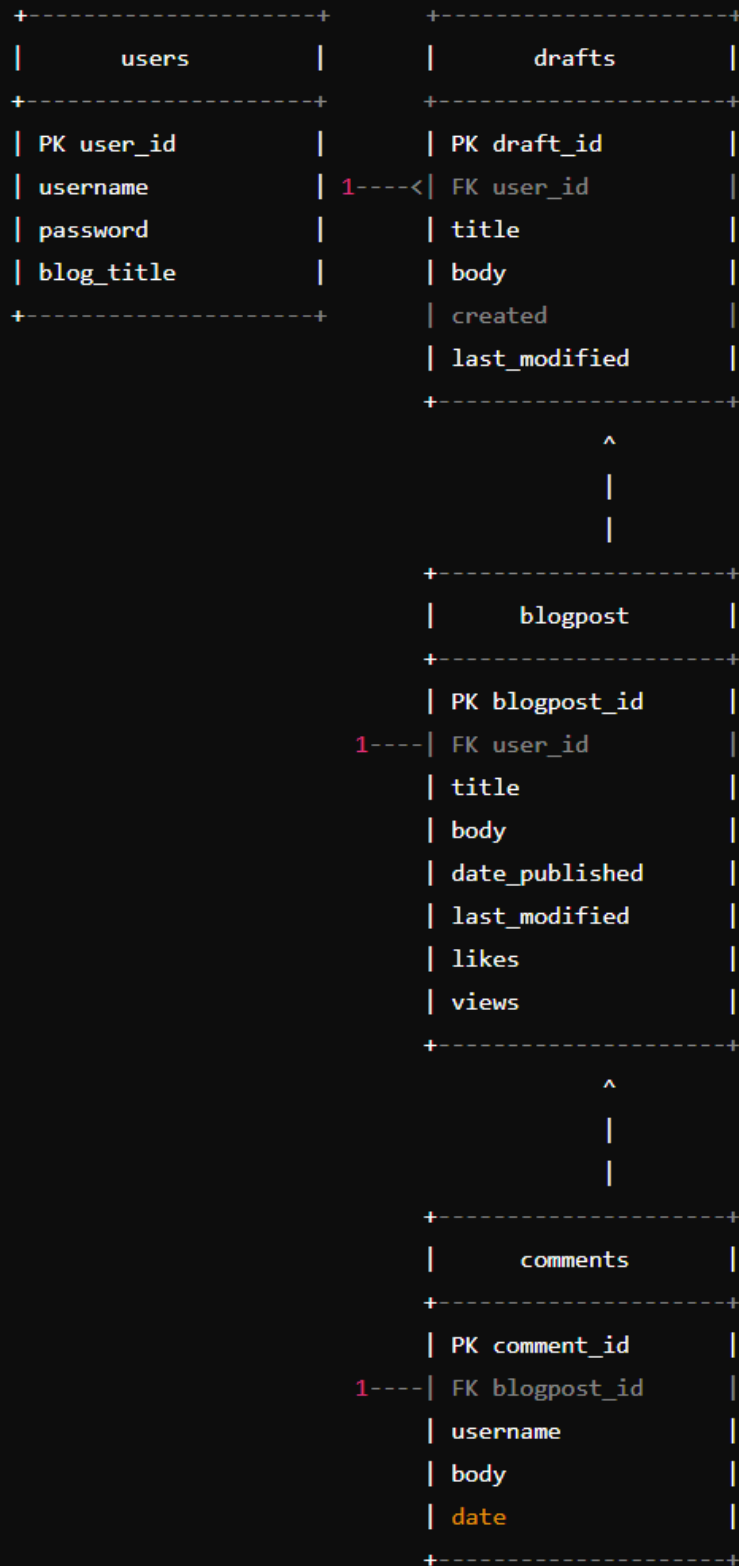 +---------------------+       +---------------------+
|        users        |       |        drafts       |
+---------------------+       +---------------------+
| PK user_id          |       | PK draft_id         |
| username            | 1----<| FK user_id          |
| password            |       | title               |
| blog_title          |       | body                |
+---------------------+       | created             |
                              | last_modified       |
                              +---------------------+
                                         ^
                                         |
                                         |
                              +---------------------+
                              |      blogpost       |
                              +---------------------+
                              | PK blogpost_id      |
                         1----| FK user_id          |
                              | title               |
                              | body                |
                              | date_published      |
                              | last_modified       |
                              | likes               |
                              | views               |
                              +---------------------+
                                         ^
                                         |
                                         |
                              +---------------------+
                              |      comments       |
                              +---------------------+
                              | PK comment_id       |
                         1----| FK blogpost_id      |
                              | username            |
                              | body                |
                              | date                |
                              +---------------------+